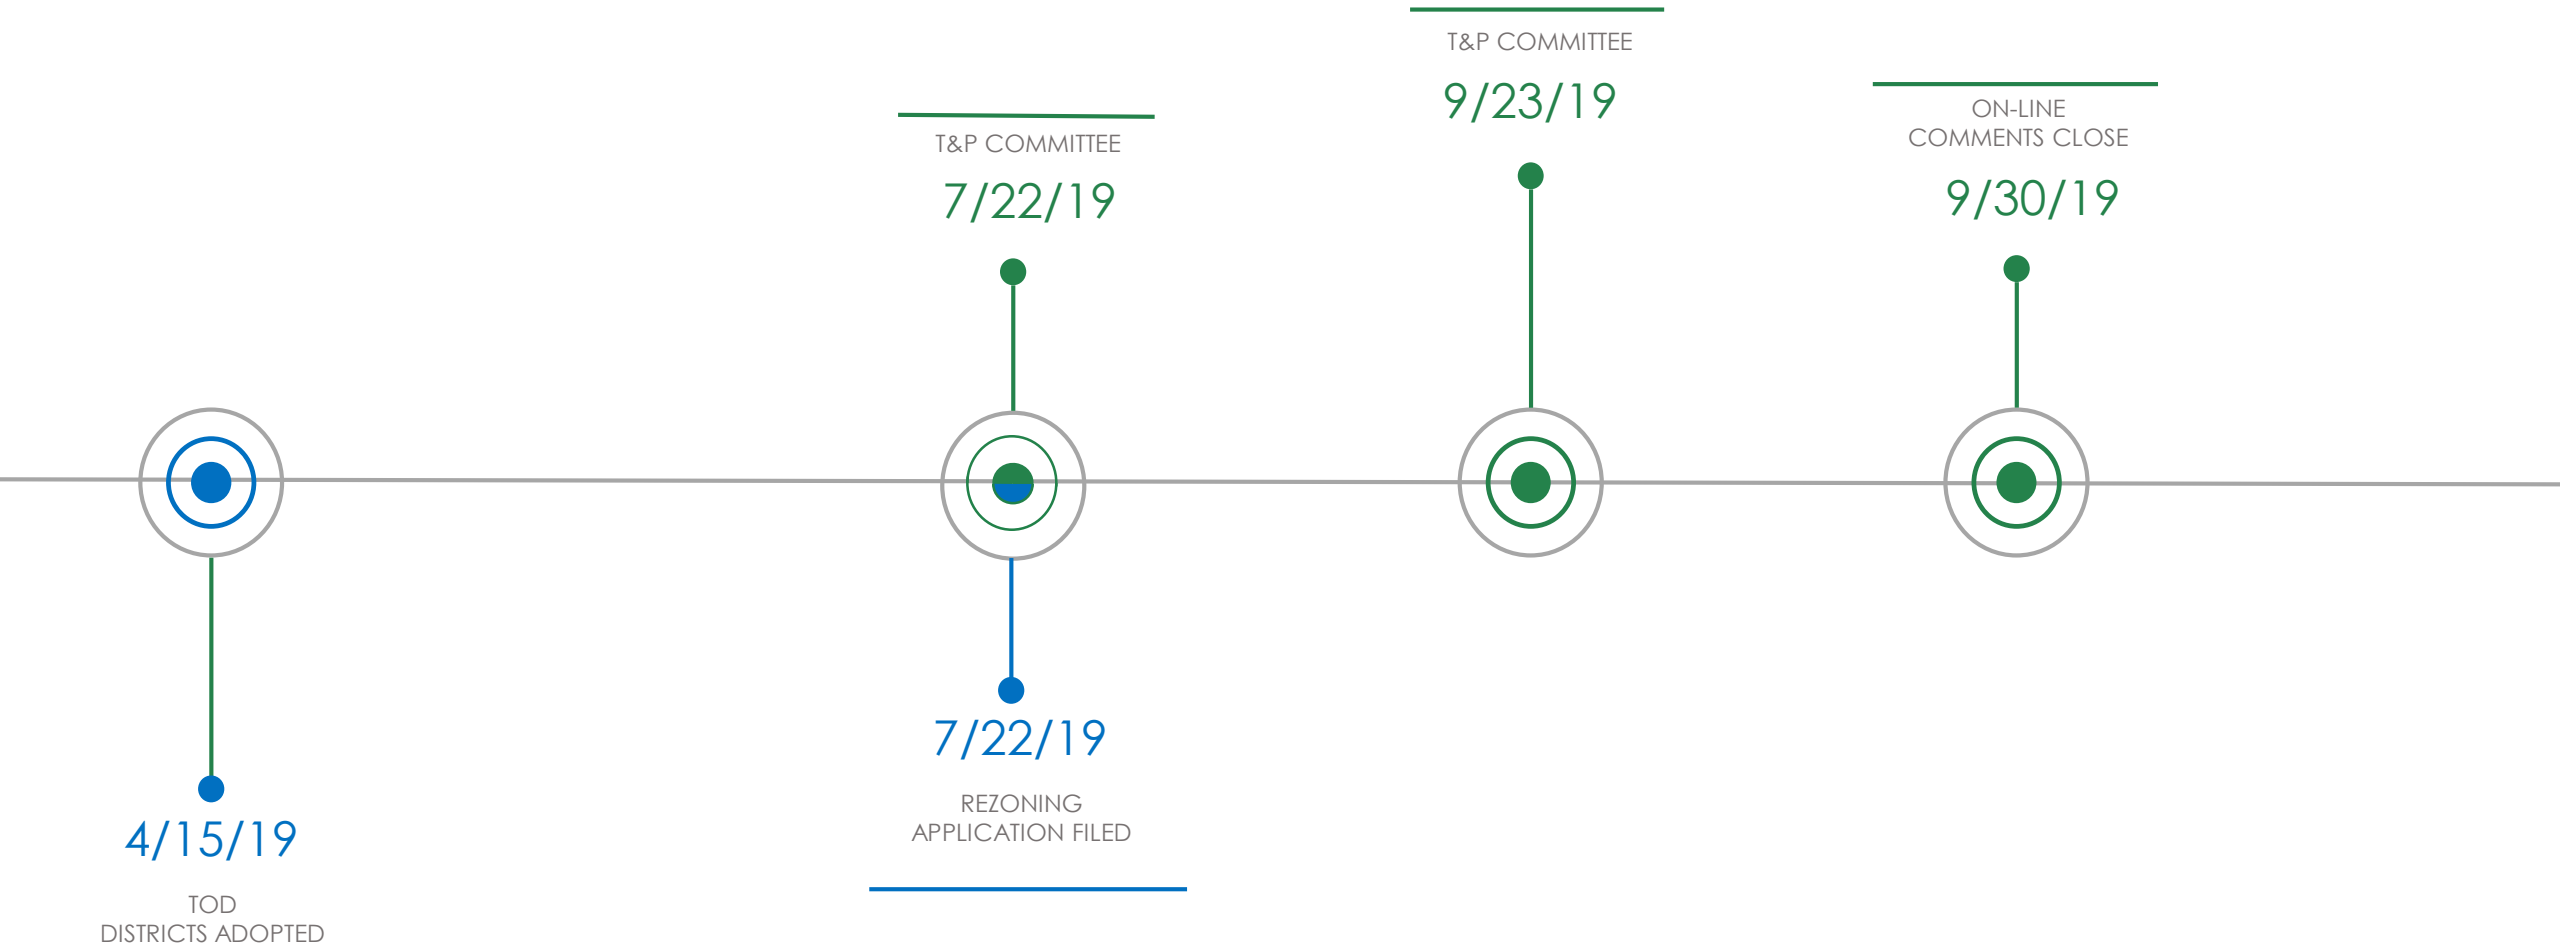 T&P COMMITTEE
9/23/19
ON-LINE
COMMENTS CLOSE
9/30/19
T&P COMMITTEE
7/22/19
7/22/19
REZONING
APPLICATION FILED
4/15/19
TOD
DISTRICTS ADOPTED